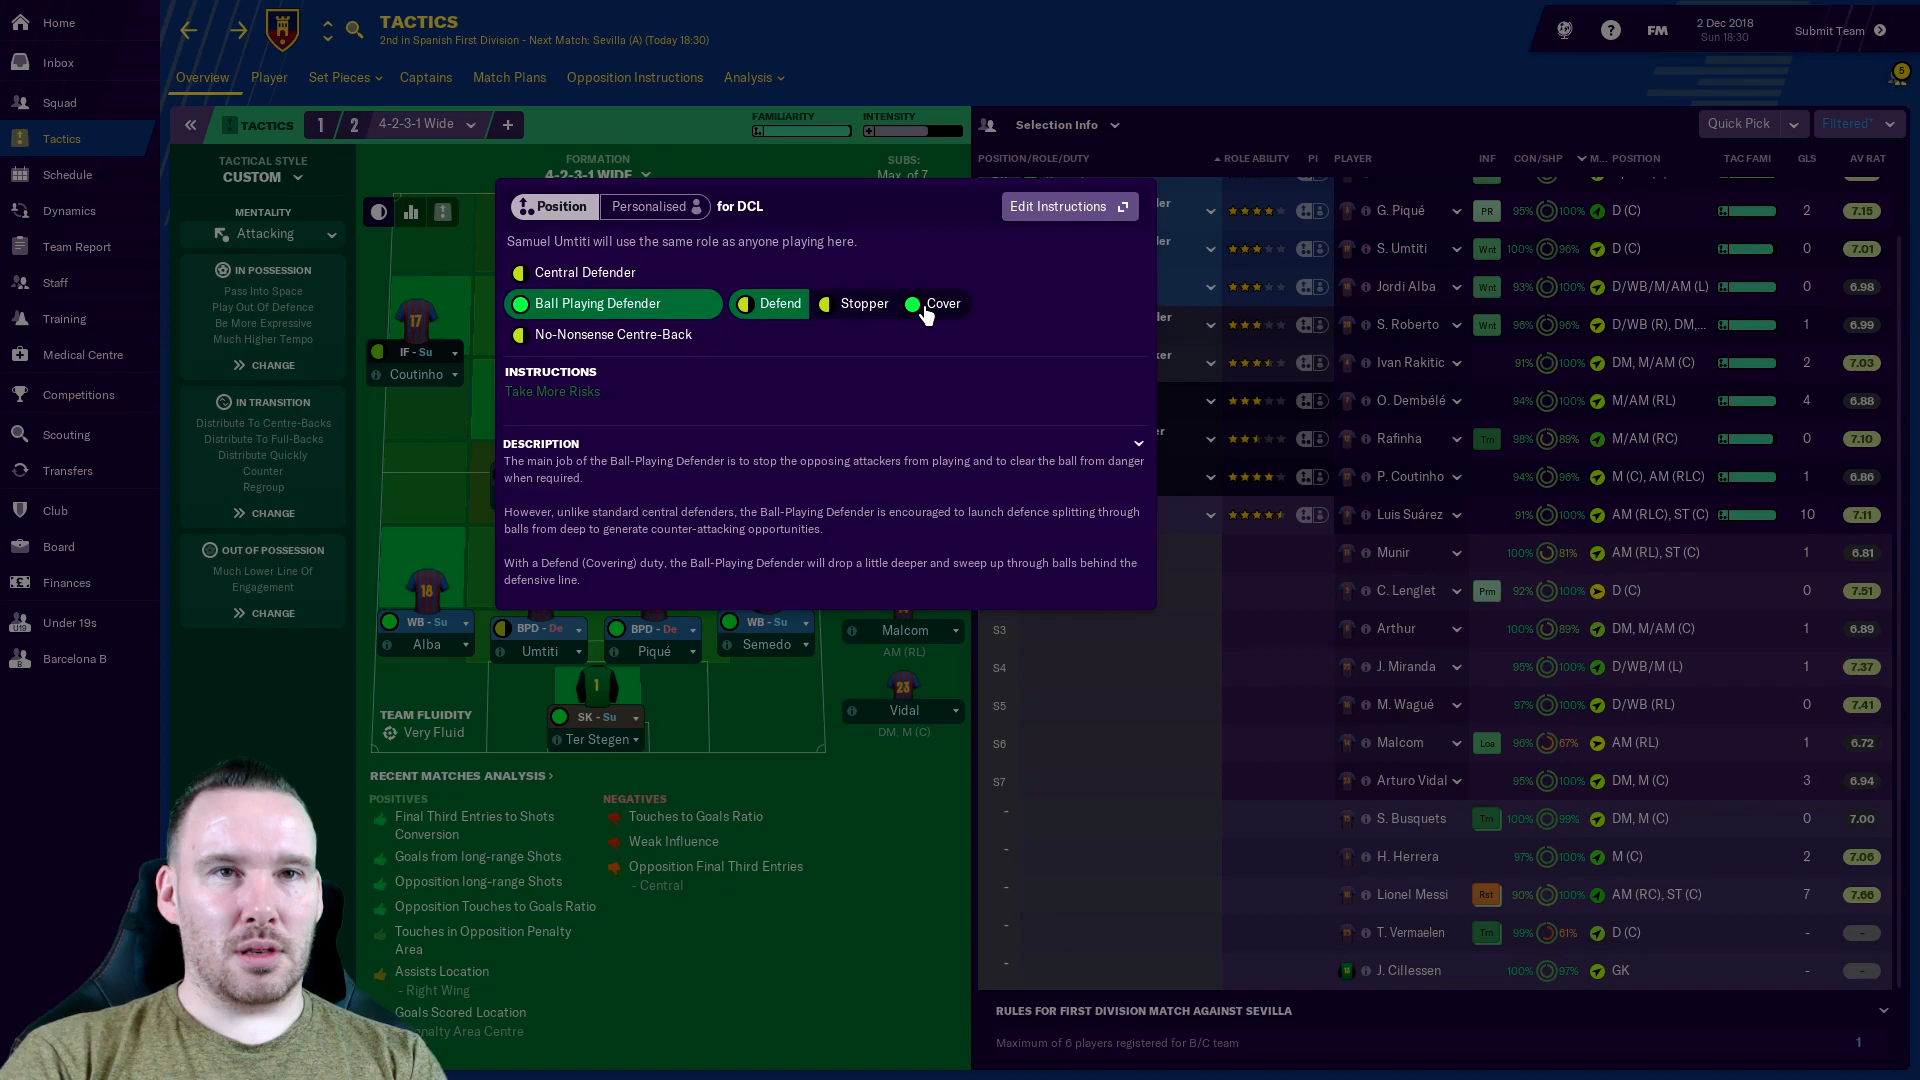 Home
Inbox
Squad
Tactics
Schedule
Dynamics
Team Report
Staff
Training
Medical Centre
Competitions
Scouting
Transfers
Club
Board
Finances
Under 19s
Barcelona B
TACTICS
2nd in Spanish First Division - Next Match: Sevilla (A) (Today 18:30)
FM
2 Dec 2018
Sun 18:30
Submit Team
5
Overview Player Set Pieces Captains Match Plans Opposition Instructions Analysis
TACTICS 1 2 4-2-3-1 Wide +
FAMILIARITY
INTENSITY
TACTICAL STYLE
CUSTOM
FORMATION
4-2-3-1 WIDE
SUBS:
Max. of 7
MENTALITY
Attacking
IN POSSESSION
Pass Into Space
Play Out Of Defence
Be More Expressive
Much Higher Tempo
CHANGE
IN TRANSITION
Distribute To Centre-Backs
Distribute To Full-Backs
Distribute Quickly
Counter
Regroup
CHANGE
OUT OF POSSESSION
Much Lower Line Of
Engagement
CHANGE
17
IF - Su
Coutinho
Position Personalised for DCL Edit Instructions
Samuel Umtiti will use the same role as anyone playing here.
Central Defender
Ball Playing Defender Defend Stopper Cover
No-Nonsense Centre-Back
INSTRUCTIONS
Take More Risks
DESCRIPTION
The main job of the Ball-Playing Defender is to stop the opposing attackers from playing and to clear the ball from danger
when required.
However, unlike standard central defenders, the Ball-Playing Defender is encouraged to launch defence splitting through
balls from deep to generate counter-attacking opportunities.
With a Defend (Covering) duty, the Ball-Playing Defender will drop a little deeper and sweep up through balls behind the
defensive line.
18
WB - Su BPD - De BPD - De WB - Su
Alba Umtiti Piqué Semedo
1
SK - Su
Ter Stegen
Malcom
AM (RL)
23
Vidal
DM, M (C)
TEAM FLUIDITY
Very Fluid
RECENT MATCHES ANALYSIS
POSITIVES
Final Third Entries to Shots
Conversion
Goals from long-range Shots
Opposition long-range Shots
Opposition Touches to Goals Ratio
Touches in Opposition Penalty
Area
Assists Location
- Right Wing
Goals Scored Location
NEGATIVES
Touches to Goals Ratio
Weak Influence
Opposition Final Third Entries
- Central
Selection Info Quick Pick Filtered*
POSITION/ROLE/DUTY ROLE ABILITY PI PLAYER INF CON/SHP M... POSITION TAC FAMI GLS AV RAT
G. Piqué PR 95% 100% D (C) 2 7.15
S. Umtiti Wnt 100% 96% D (C) 0 7.01
Jordi Alba Wnt 93% 100% D/WB/M/AM (L) 0 6.98
S. Roberto Wnt 96% 96% D/WB (R), DM,... 1 6.99
Ivan Rakitic 91% 100% DM, M/AM (C) 2 7.03
O. Dembélé 94% 100% M/AM (RL) 4 6.88
Rafinha Trn 98% 89% M/AM (RC) 0 7.10
P. Coutinho 94% 96% M (C), AM (RLC) 0 6.86
Luis Suárez 91% 100% AM (RLC), ST (C) 10 7.11
Munir 100% 81% AM (RL), ST (C) 1 6.81
C. Lenglet Prm 92% 100% D (C) 0 7.51
S3 Arthur 100% 89% DM, M/AM (C) 1 6.89
S4 J. Miranda 95% 100% D/WB/M (L) 1 7.37
S5 M. Wagué 97% 100% D/WB (RL) 0 7.41
S6 Malcom Loa 96% 67% AM (RL) 1 6.72
S7 Arturo Vidal 95% 100% DM, M (C) 3 6.94
- S. Busquets Trn 100% 99% DM, M (C) 0 7.00
- H. Herrera 97% 100% M (C) 2 7.06
- Lionel Messi Rst 90% 100% AM (RC), ST (C) 7 7.66
- T. Vermaelen Trn 99% 61% D (C) - -
- J. Cillessen 100% 97% GK - -
RULES FOR FIRST DIVISION MATCH AGAINST SEVILLA
Maximum of 6 players registered for B/C team 1